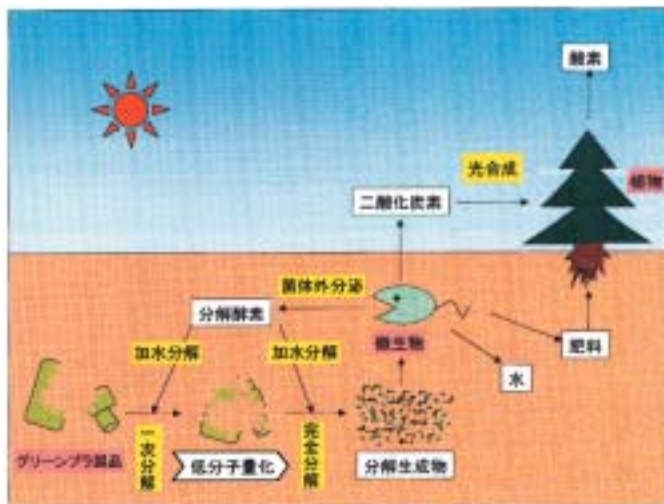 酸素
光合成
植物
二酸化炭素
菌体外分泌
分解酵素
加水分解
加水分解
微生物
肥料
水
グリーンプラ製品
一次分解
低分子量化
完全分解
分解生成物